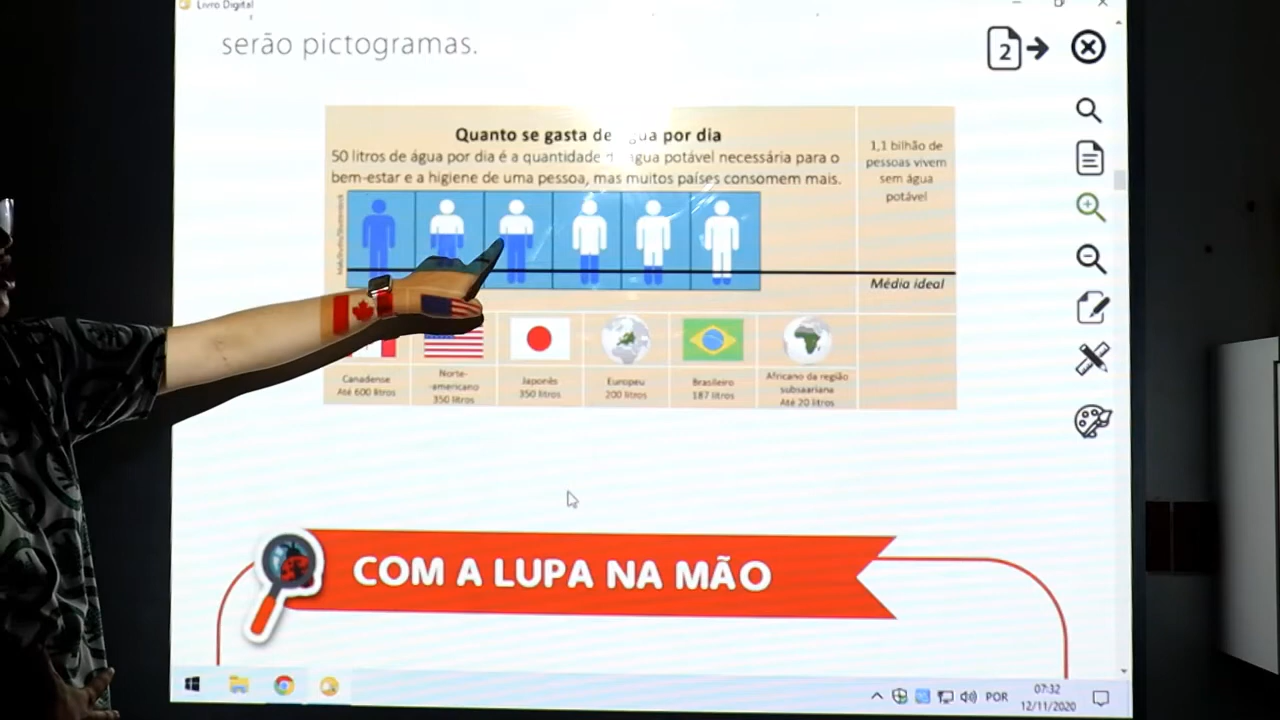 Livro Digital
serão pictogramas.
2
Quanto se gasta de água por dia
50 litros de água por dia é a quantidade água potável necessária para o
bem-estar e a higiene de uma pessoa, mas muitos países consomem mais.
1,1 bilhão de
pessoas vivem
sem água
potável
Média ideal
Canadense
Até 600 litros
Norte-
-americano
350 litros
Japonês
350 litros
Europeu
200 litros
Brasileiro
187 litros
Africano da região
subsaariana
Até 20 litros
COM A LUPA NA MÃO
POR
07:32
12/11/2020